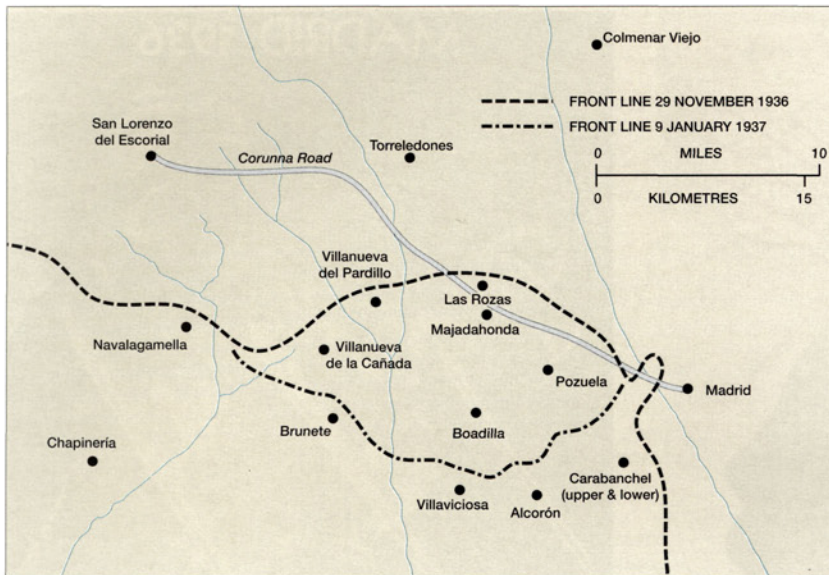 Colmenar Viejo
FRONT LINE 29 NOVEMBER 1936
FRONT LINE 9 JANUARY 1937
0 MILES 10
0 KILOMETRES 15
San Lorenzo
del Escorial
Corunna Road
Torreledones
Villanueva
del Pardillo
Las Rozas
Majadahonda
Navalagamella
Villanueva
de la Cañada
Pozuela
Madrid
Brunete
Boadilla
Chapinería
Carabanchel
(upper & lower)
Villaviciosa
Alcorón